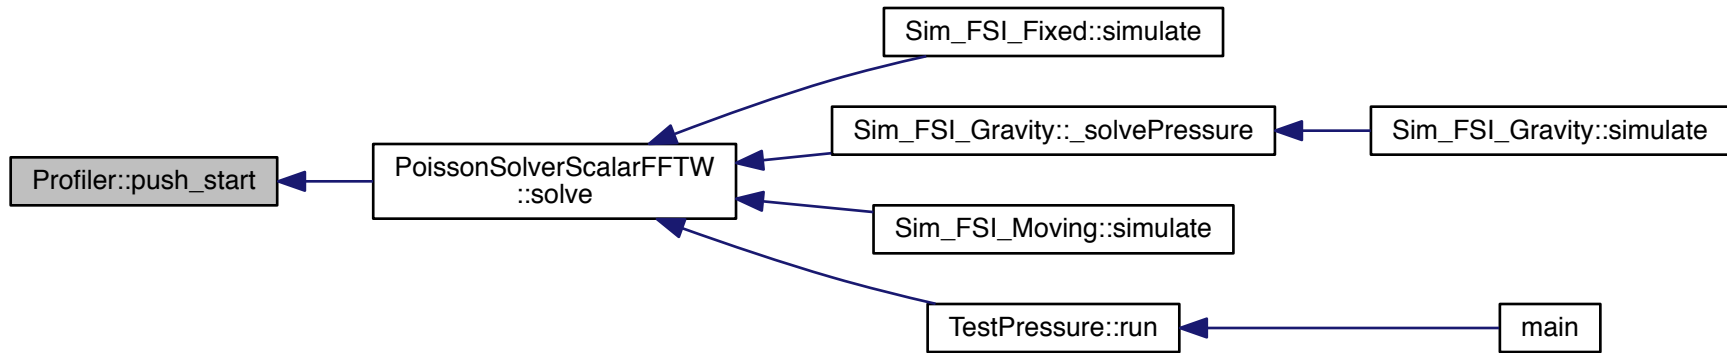 Sim_FSI_Fixed::simulate
Sim_FSI_Gravity::_solvePressure
Sim_FSI_Gravity::simulate
Profiler::push_start
PoissonSolverScalarFFTW
::solve
Sim_FSI_Moving::simulate
TestPressure::run
main